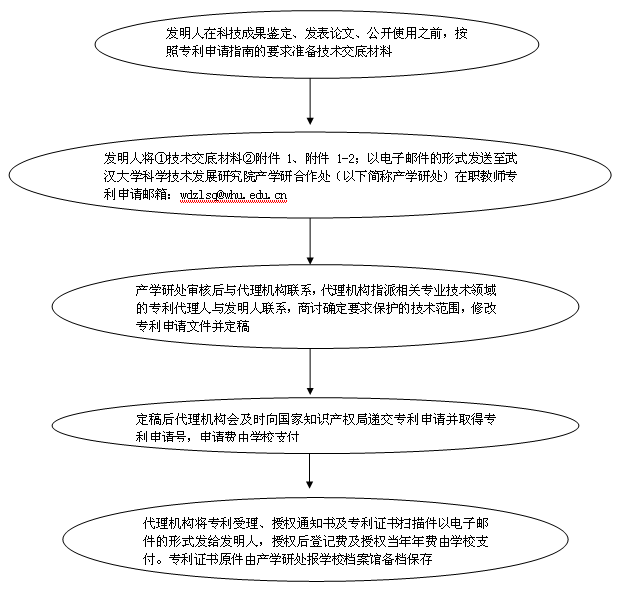 发明人在科技成果鉴定、发表论文、公开使用之前，按
照专利申请指南的要求准备技术交底材料
发明人将①技术交底材料②附件 1、附件 1-2；以电子邮件的形式发送至武
汉大学科学技术发展研究院产学研合作处（以下简称产学研处）在职教师专
利申请邮箱：wdzlsq@whu.edu.cn
产学研处审核后与代理机构联系，代理机构指派相关专业技术领域
的专利代理人与发明人联系，商讨确定要求保护的技术范围，修改
专利申请文件并定稿
定稿后代理机构会及时向国家知识产权局递交专利申请并取得专
利申请号，申请费由学校支付
代理机构将专利受理、授权通知书及专利证书扫描件以电子邮
件的形式发给发明人，授权后登记费及授权当年年费由学校支
付。专利证书原件由产学研处报学校档案馆备档保存